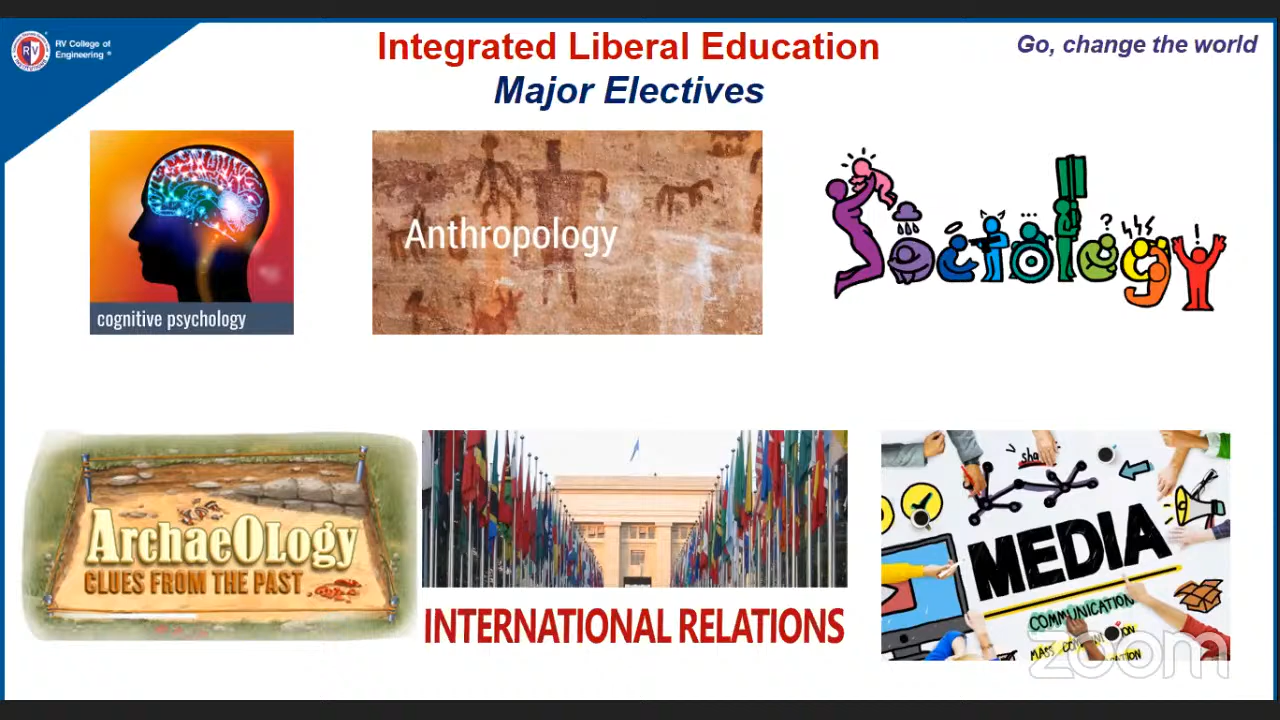 RV College of
Engineering
Integrated Liberal Education
Major Electives
Go, change the world
cognitive psychology
Anthropology
Sociology
ArchaeOLogy
CLUES FROM THE PAST
INTERNATIONAL RELATIONS
MEDIA
COMMUNICATION
MASS
zoom